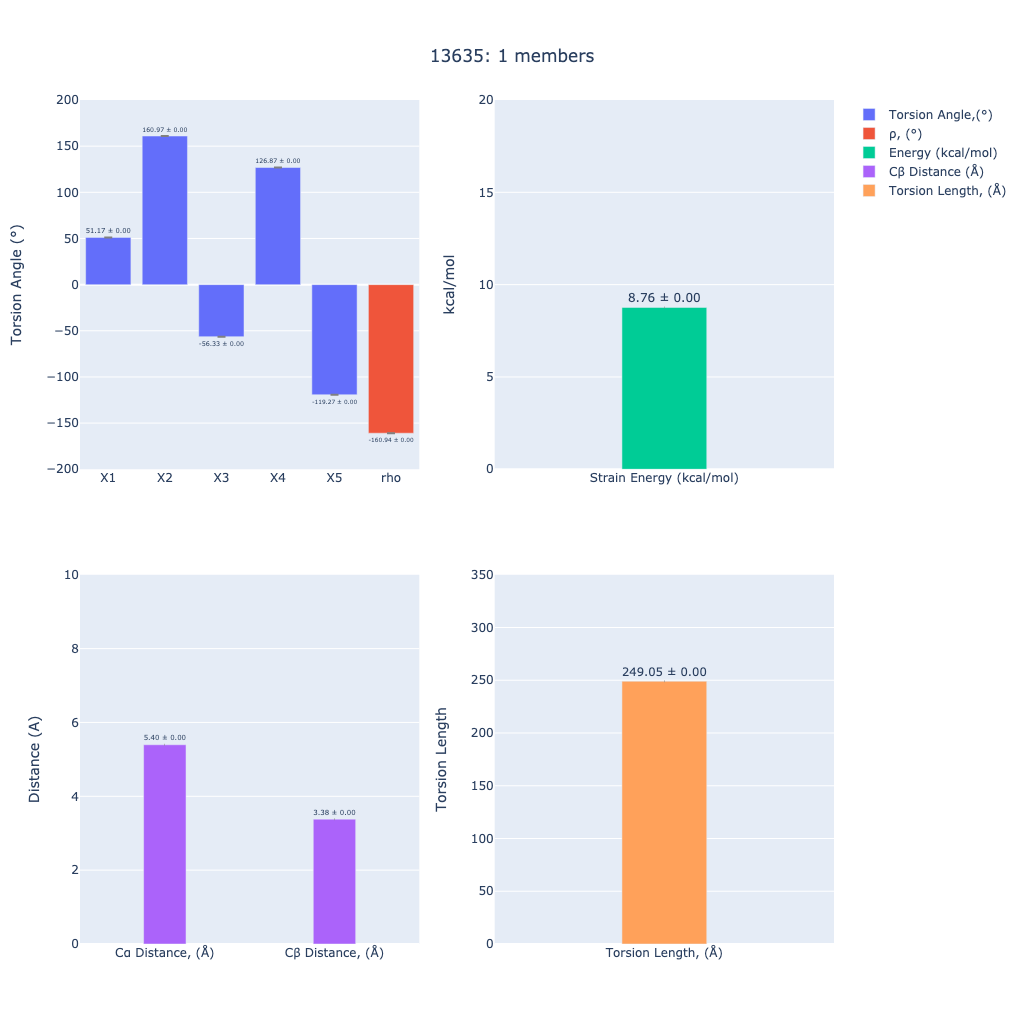 13635: 1 members
Torsion Angle (°)
200
150
100
50
0
−50
−100
−150
−200
51.17 ± 0.00
160.97 ± 0.00
-56.33 ± 0.00
126.87 ± 0.00
-119.27 ± 0.00
-160.94 ± 0.00
X1 X2 X3 X4 X5 rho
kcal/mol
20
15
10
5
0
8.76 ± 0.00
Strain Energy (kcal/mol)
Torsion Angle,(°)
ρ, (°)
Energy (kcal/mol)
Cβ Distance (Å)
Torsion Length, (Å)
Distance (A)
10
8
6
4
2
0
5.40 ± 0.00
3.38 ± 0.00
Cα Distance, (Å) Cβ Distance, (Å)
Torsion Length
350
300
250
200
150
100
50
0
249.05 ± 0.00
Torsion Length, (Å)